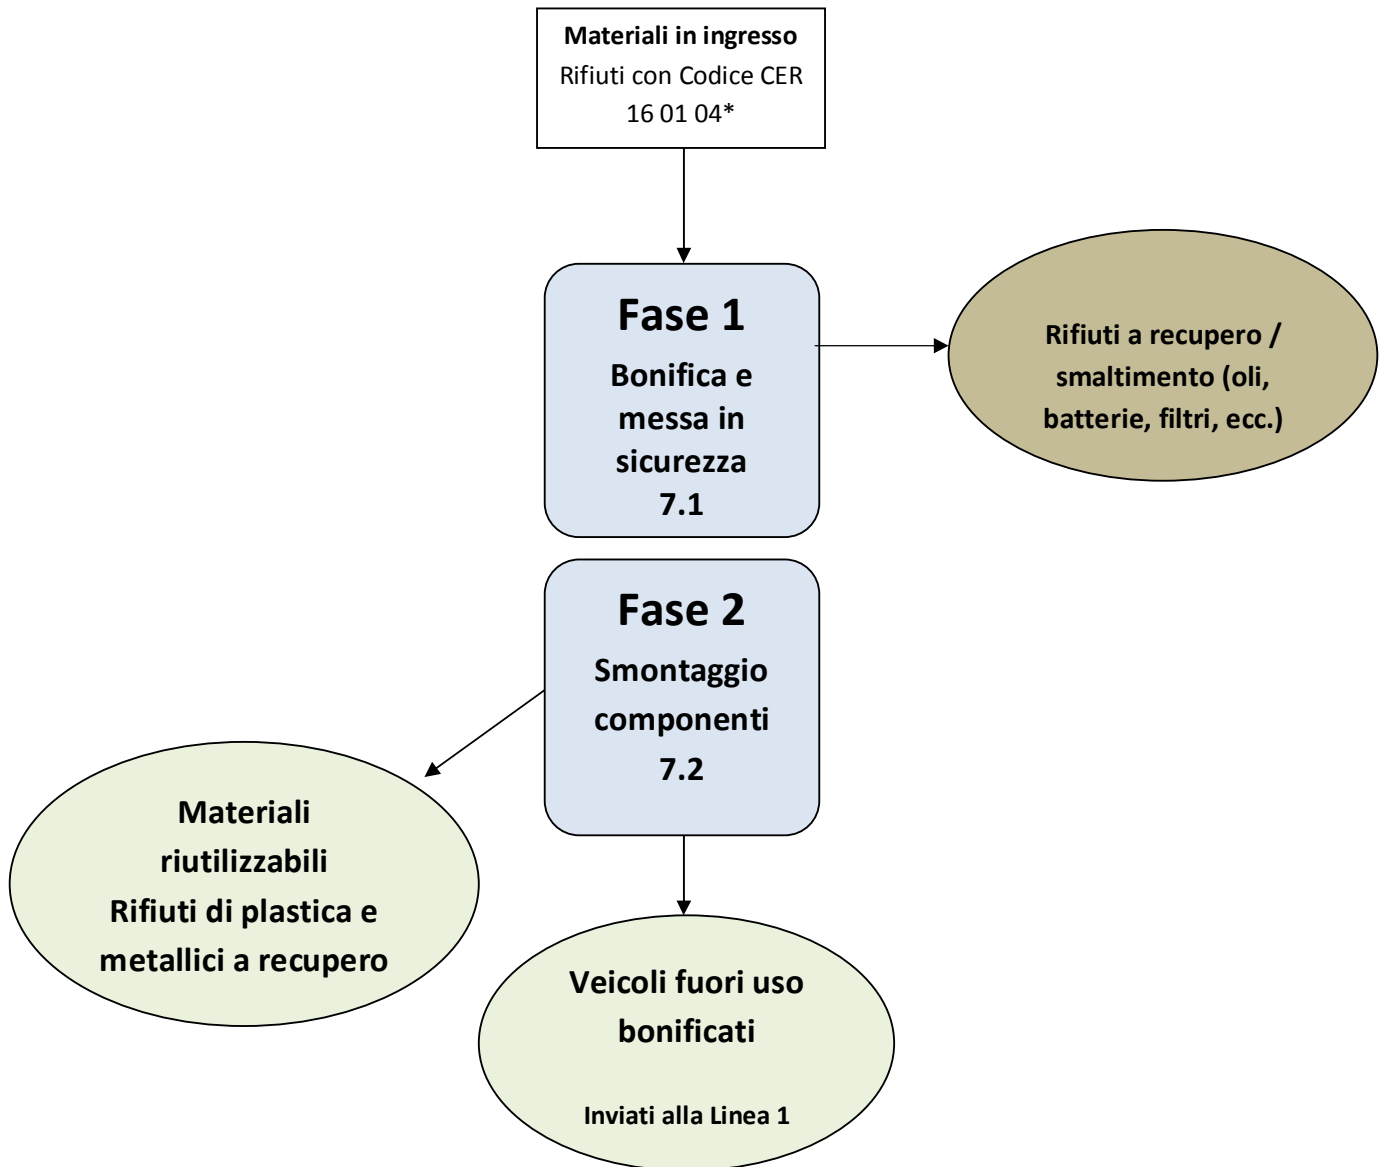 Materiali in ingresso
Rifiuti con Codice CER
16 01 04*
Fase 1
Bonifica e
messa in
sicurezza
7.1
Rifiuti a recupero /
smaltimento (oli,
batterie, filtri, ecc.)
Fase 2
Smontaggio
componenti
7.2
Materiali
riutilizzabili
Rifiuti di plastica e
metallici a recupero
Veicoli fuori uso
bonificati
Inviati alla Linea 1